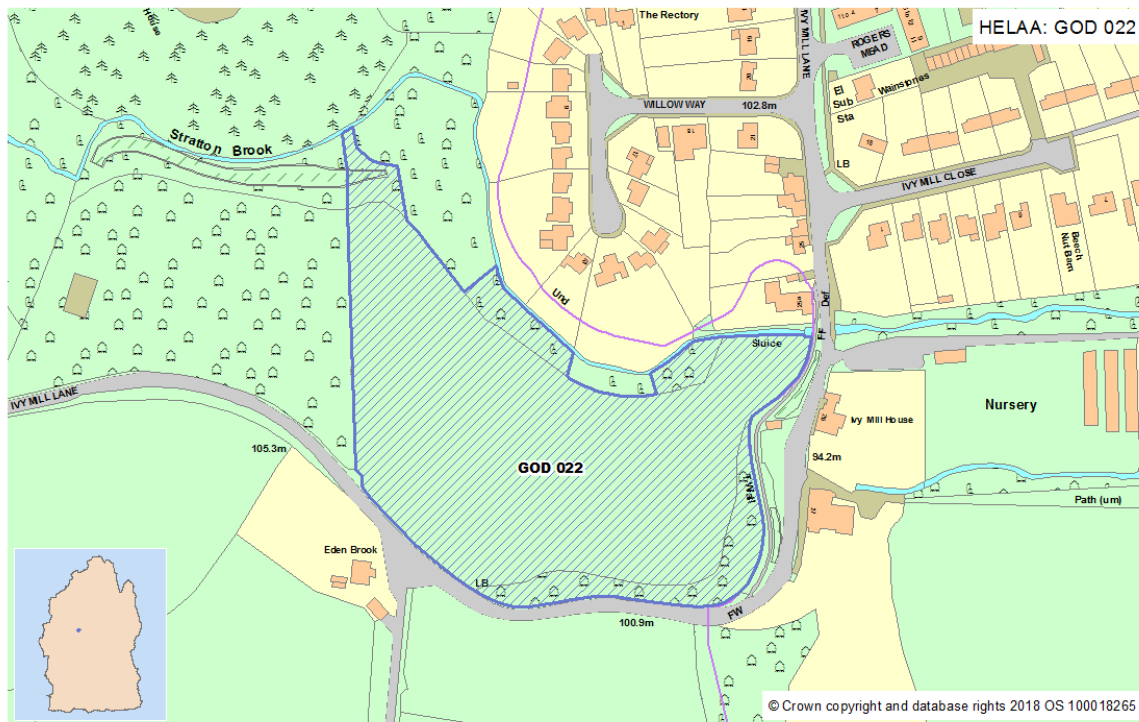 HELAA: GOD 022
The Rectory
IVY MILL LANE
ROGERS
MEAD
El
Sub
Sta
Wainstones
WILLOW WAY
102.8m
LB
IVY MILL CLOSE
Beech
Nut Barn
Stratton Brook
Und
Def
FF
Sluice
Nursery
Ivy Mill House
94.2m
Path (um)
IVY MILL LANE
105.3m
GOD 022
Eden Brook
LB
FW
100.9m
© Crown copyright and database rights 2018 OS 100018265